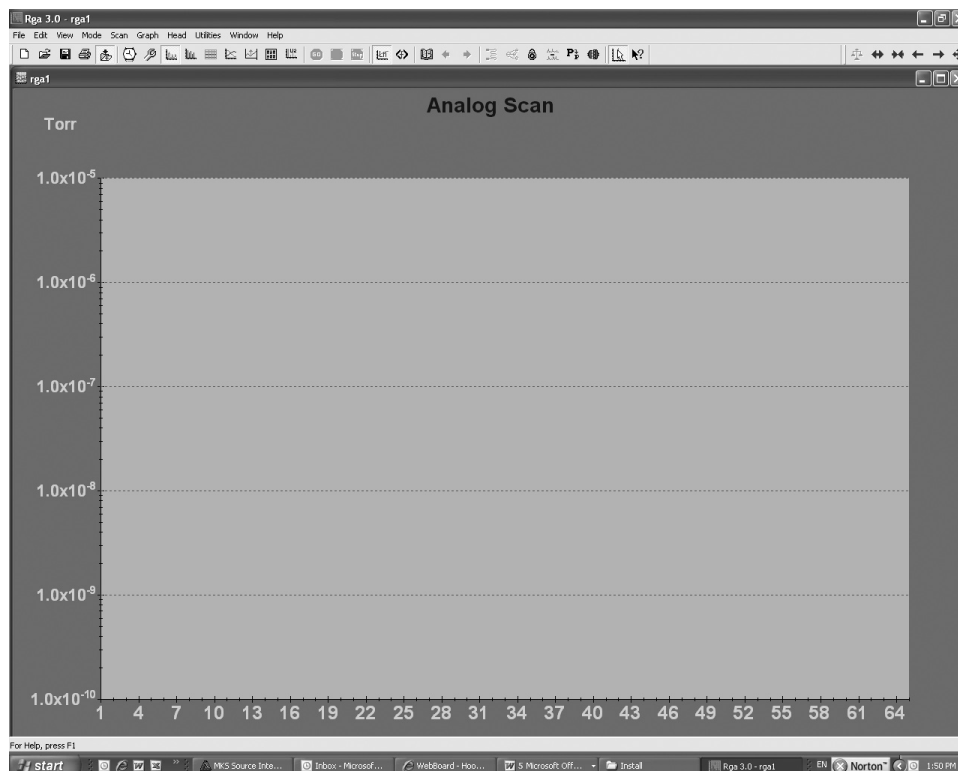 Rga 3.0 - rga1
File Edit View Mode Scan Graph Head Utilities Window Help
rga1
Analog Scan
Torr
1.0x10-5
1.0x10-6
1.0x10-7
1.0x10-8
1.0x10-9
1.0x10-10
1 4 7 10 13 16 19 22 25 28 31 34 37 40 43 46 49 52 55 58 61 64
For Help, press F1
start MKS Source Inte... Inbox - Microsof... WebBoard - Hoo... 5 Microsoft Off... Install Rga 3.0 - rga1 EN Norton™ 1:50 PM